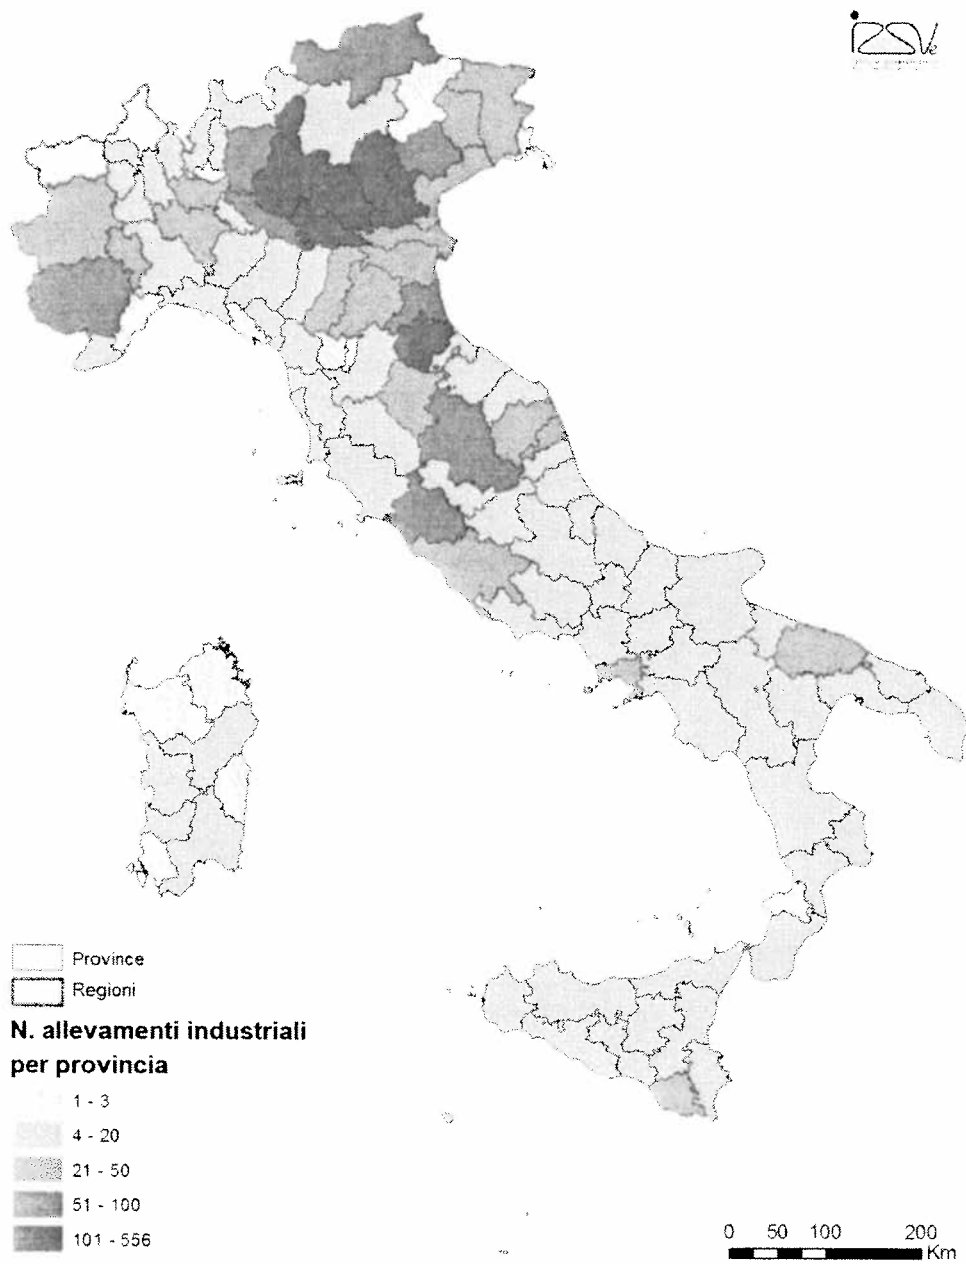 IZSVe
Province
Regioni
N. allevamenti industriali
per provincia
1 - 3
4 - 20
21 - 50
51 - 100
101 - 556
0 50 100 200
Km